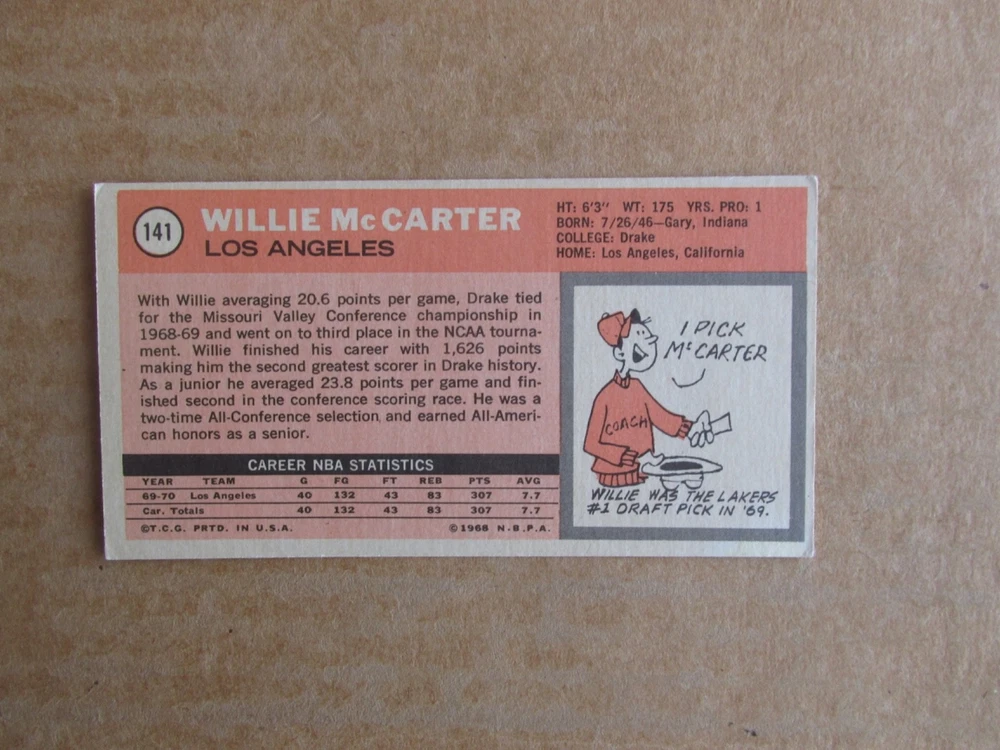 141
WILLIE McCARTER
LOS ANGELES
HT: 6'3" WT: 175 YRS. PRO: 1
BORN: 7/26/46—Gary, Indiana
COLLEGE: Drake
HOME: Los Angeles, California
With Willie averaging 20.6 points per game, Drake tied
for the Missouri Valley Conference championship in
1968-69 and went on to third place in the NCAA tourna-
ment. Willie finished his career with 1,626 points
making him the second greatest scorer in Drake history.
As a junior he averaged 23.8 points per game and fin-
ished second in the conference scoring race. He was a
two-time All-Conference selection and earned All-Ameri-
can honors as a senior.
CAREER NBA STATISTICS
YEAR TEAM G FG FT REB PTS AVG
69-70 Los Angeles 40 132 43 83 307 7.7
Car. Totals 40 132 43 83 307 7.7
©T.C.G. PRTD. IN U.S.A. ©1968 N.B.P.A.
I PICK
McCARTER
COACH
WILLIE WAS THE LAKERS
#1 DRAFT PICK IN '69.